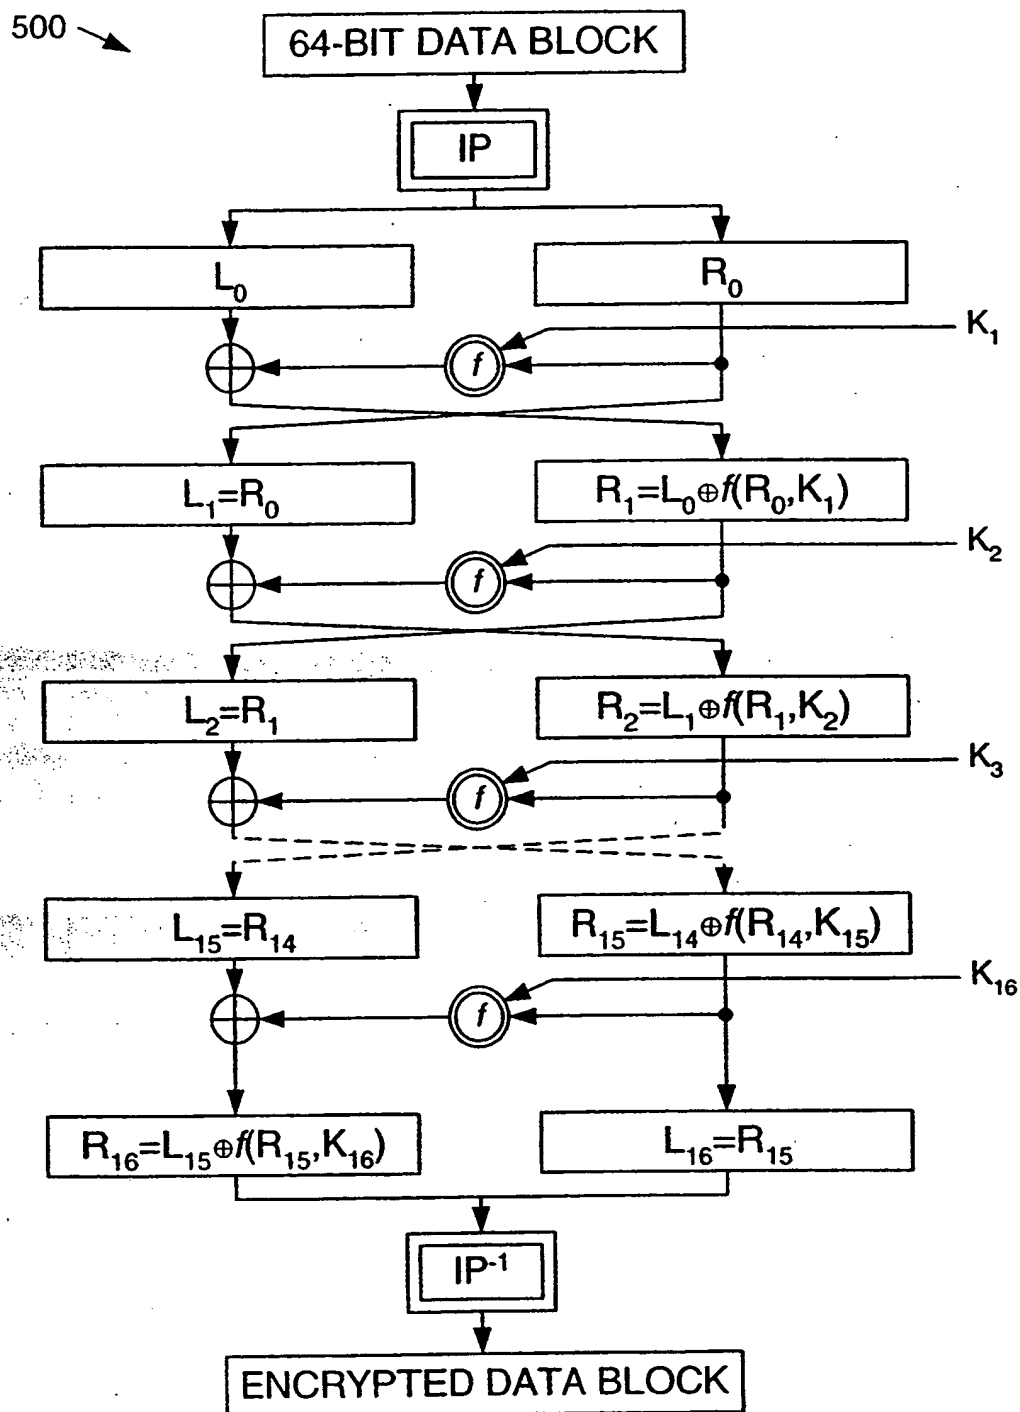 500
64-BIT DATA BLOCK
IP
L₀
R₀
K₁
f
L₁=R₀
R₁=L₀⊕f(R₀,K₁)
K₂
f
L₂=R₁
R₂=L₁⊕f(R₁,K₂)
K₃
f
L₁₅=R₁₄
R₁₅=L₁₄⊕f(R₁₄,K₁₅)
K₁₆
f
R₁₆=L₁₅⊕f(R₁₅,K₁₆)
L₁₆=R₁₅
IP⁻¹
ENCRYPTED DATA BLOCK